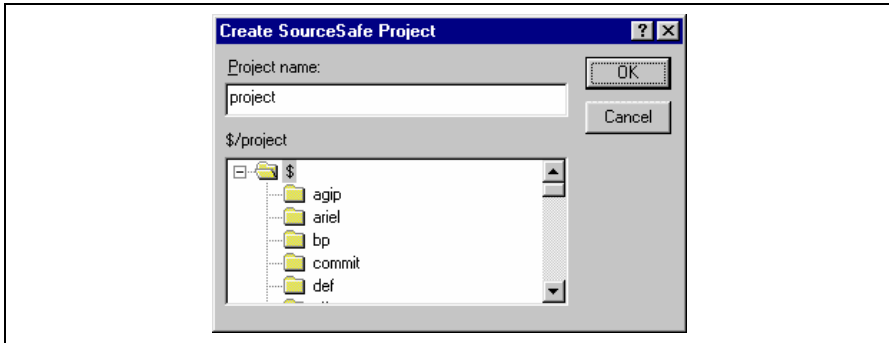 Create SourceSafe Project
Project name:
OK
project
Cancel
$/project
$
agip
ariel
bp
commit
def